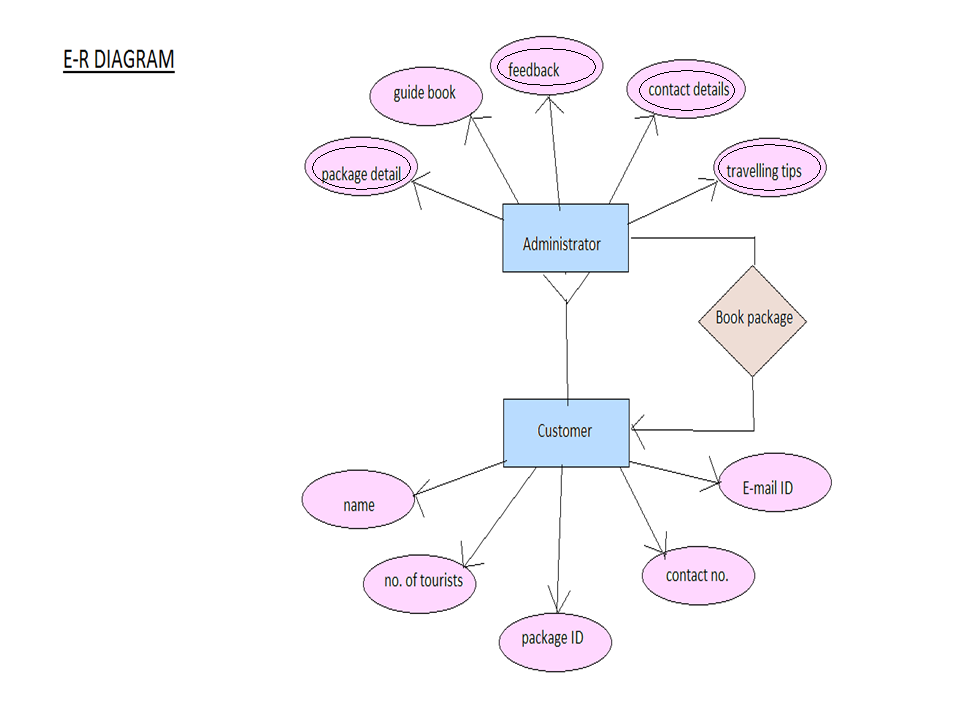 E-R DIAGRAM
feedback
guide book
contact details
package detail
travelling tips
Administrator
Book package
Customer
name
E-mail ID
no. of tourists
contact no.
package ID